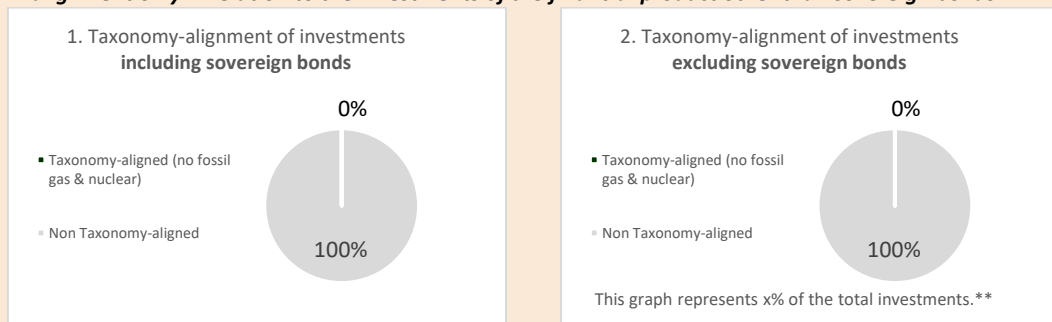 1. Taxonomy-alignment of investments
including sovereign bonds
0%
Taxonomy-aligned (no fossil
gas & nuclear)
Non Taxonomy-aligned
100%
2. Taxonomy-alignment of investments
excluding sovereign bonds
0%
Taxonomy-aligned (no fossil
gas & nuclear)
Non Taxonomy-aligned
100%
This graph represents x% of the total investments.**